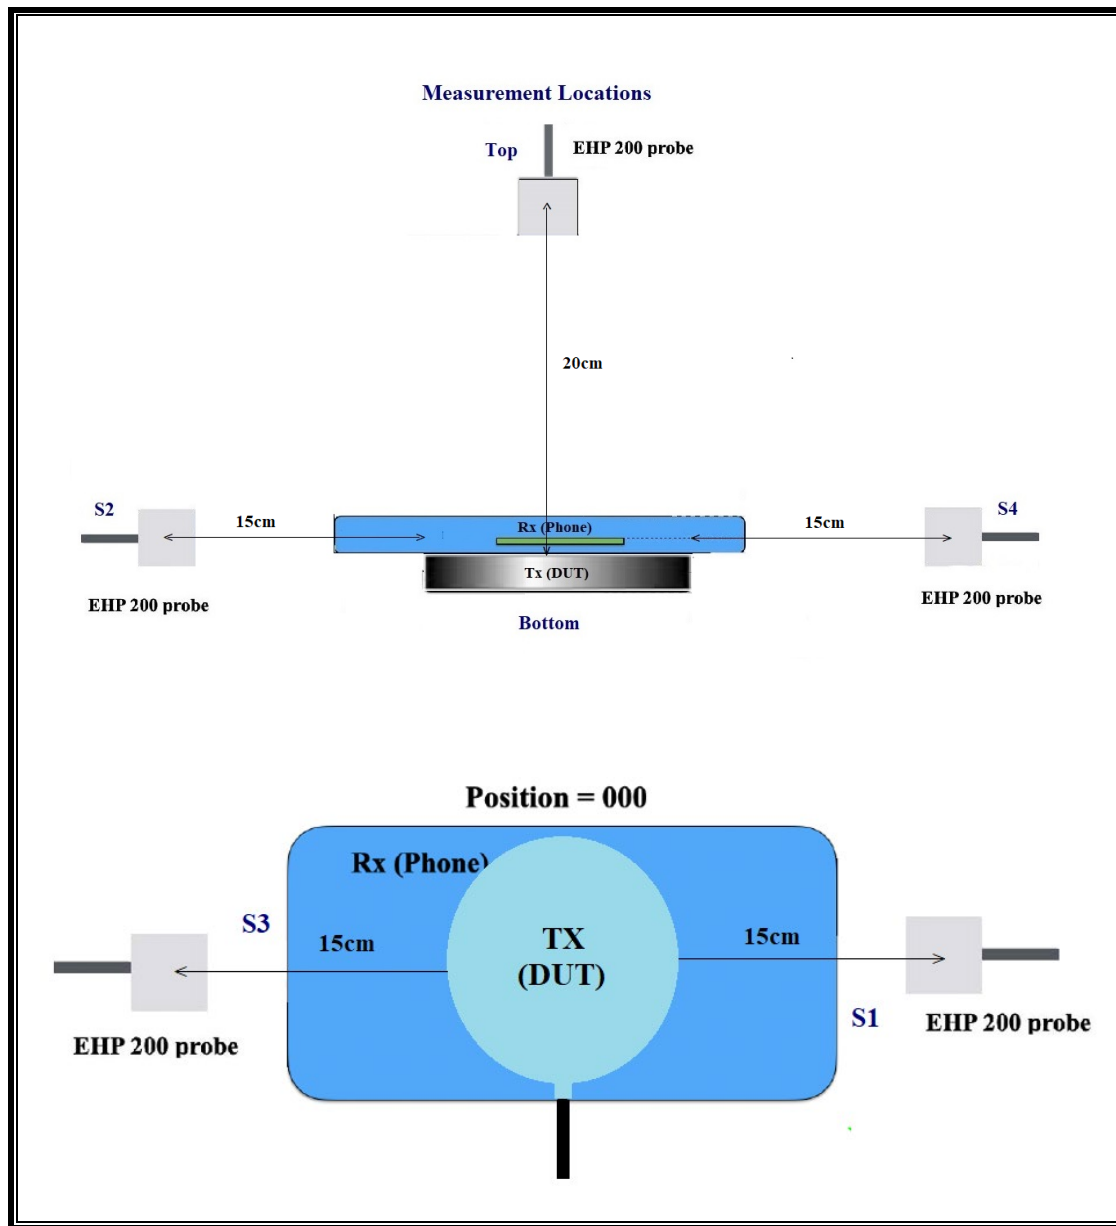 Measurement Locations
Top
EHP 200 probe
20cm
S2
15cm
Rx (Phone)
15cm
S4
Tx (DUT)
EHP 200 probe
EHP 200 probe
Bottom
Position = 000
Rx (Phone)
S3
15cm
TX
(DUT)
15cm
S1
EHP 200 probe
EHP 200 probe